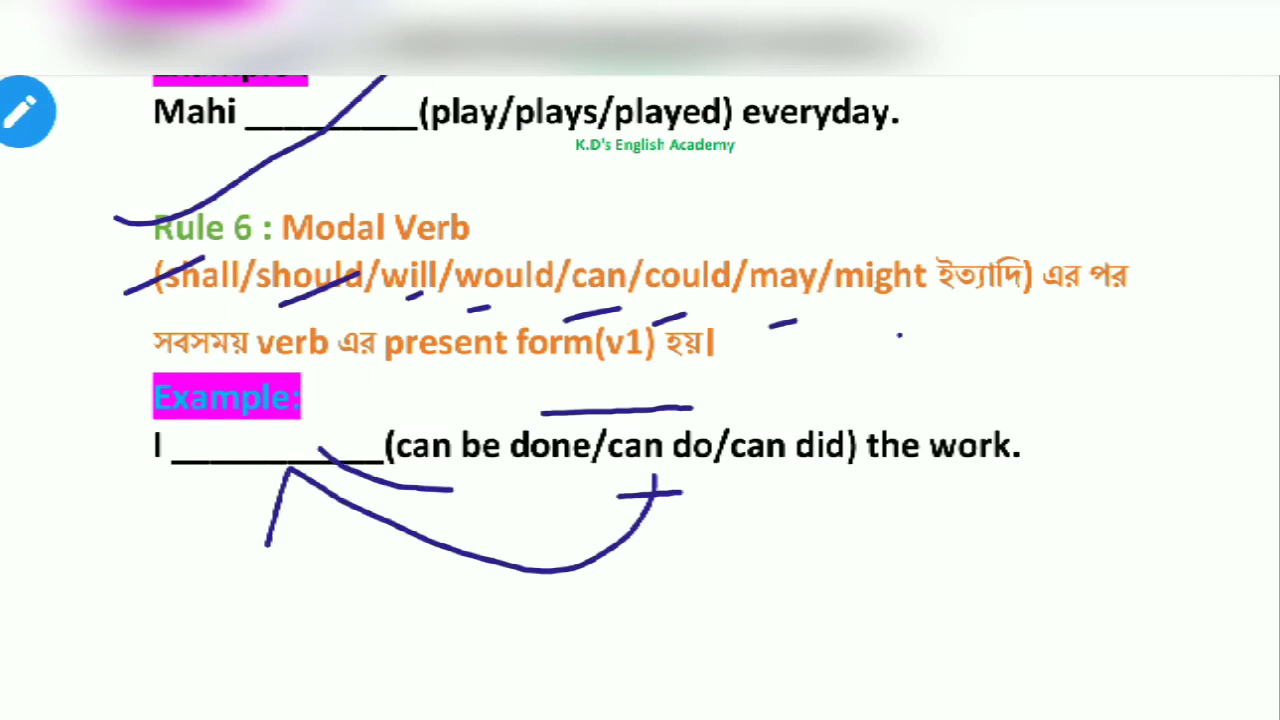 Example :
Mahi _________(play/plays/played) everyday.
K.D's English Academy
Rule 6 : Modal Verb
(shall/should/will/would/can/could/may/might ইত্যাদি) এর পর
সবসময় verb এর present form(v1) হয়।
Example:
I __________(can be done/can do/can did) the work.